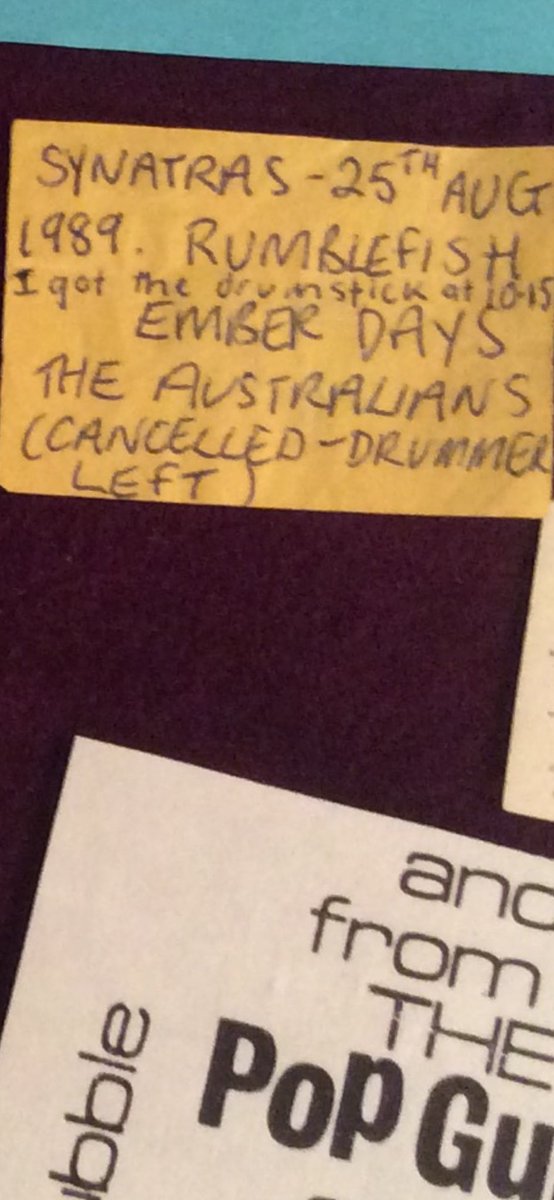 SYNATRAS - 25TH AUG
1989. RUMBLEFISH
I got the drumstick at 10-15
EMBER DAYS
THE AUSTRALIANS
(CANCELLED - DRUMMER
LEFT)
and
from
THE
Pop Gu
bble